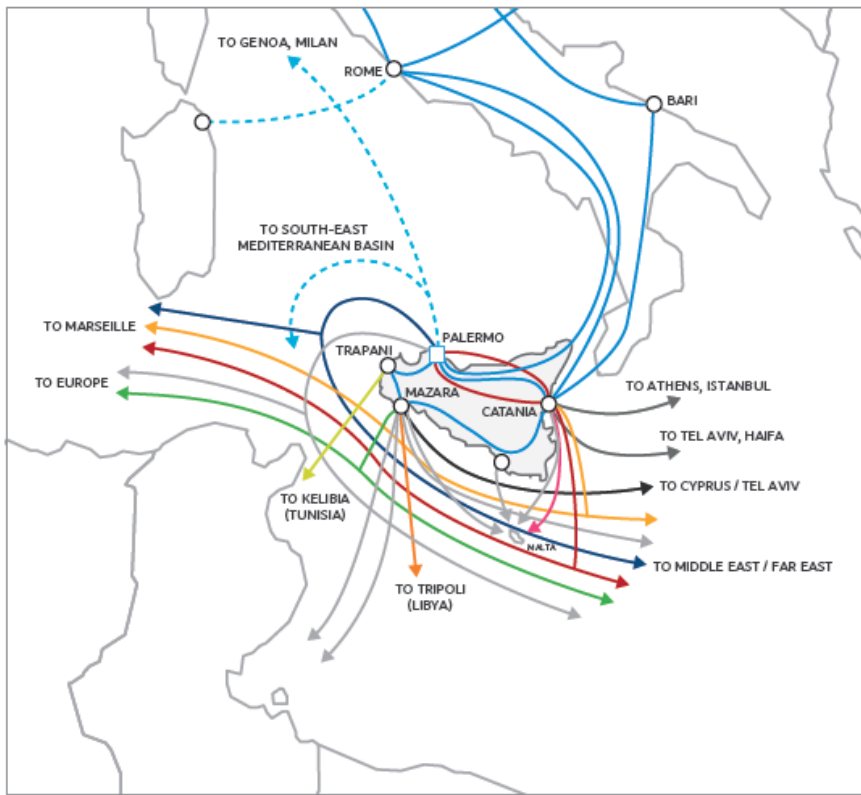 TO GENOA, MILAN
ROME
BARI
TO SOUTH-EAST
MEDITERRANEAN BASIN
TO MARSEILLE
PALERMO
TRAPANI
TO EUROPE
MAZARA
CATANIA
TO ATHENS, ISTANBUL
TO TEL AVIV, HAIFA
TO CYPRUS / TEL AVIV
TO KELIBIA
(TUNISIA)
MALTA
TO MIDDLE EAST / FAR EAST
TO TRIPOLI
(LIBYA)